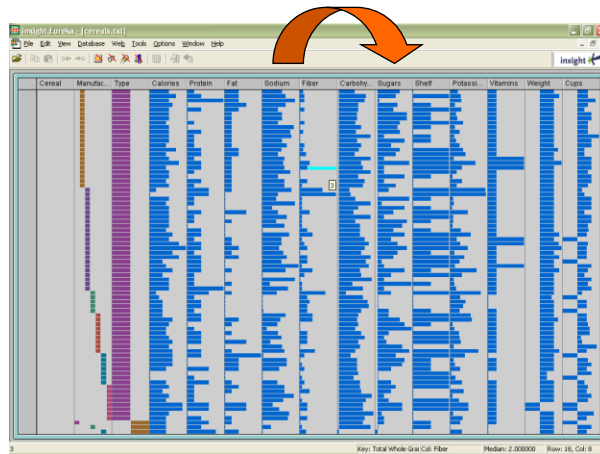 Inxight Eureka - [cereals.txt]
File Edit View Database Web Tools Options Window Help
inxight
Cereal Manufac... Type Calories Protein Fat Sodium Fiber Carbohy... Sugars Shelf Potassi... Vitamins Weight Cups
3
3 Key: Total Whole Grai Col: Fiber Median: 2.000000 Row: 18, Col: 8